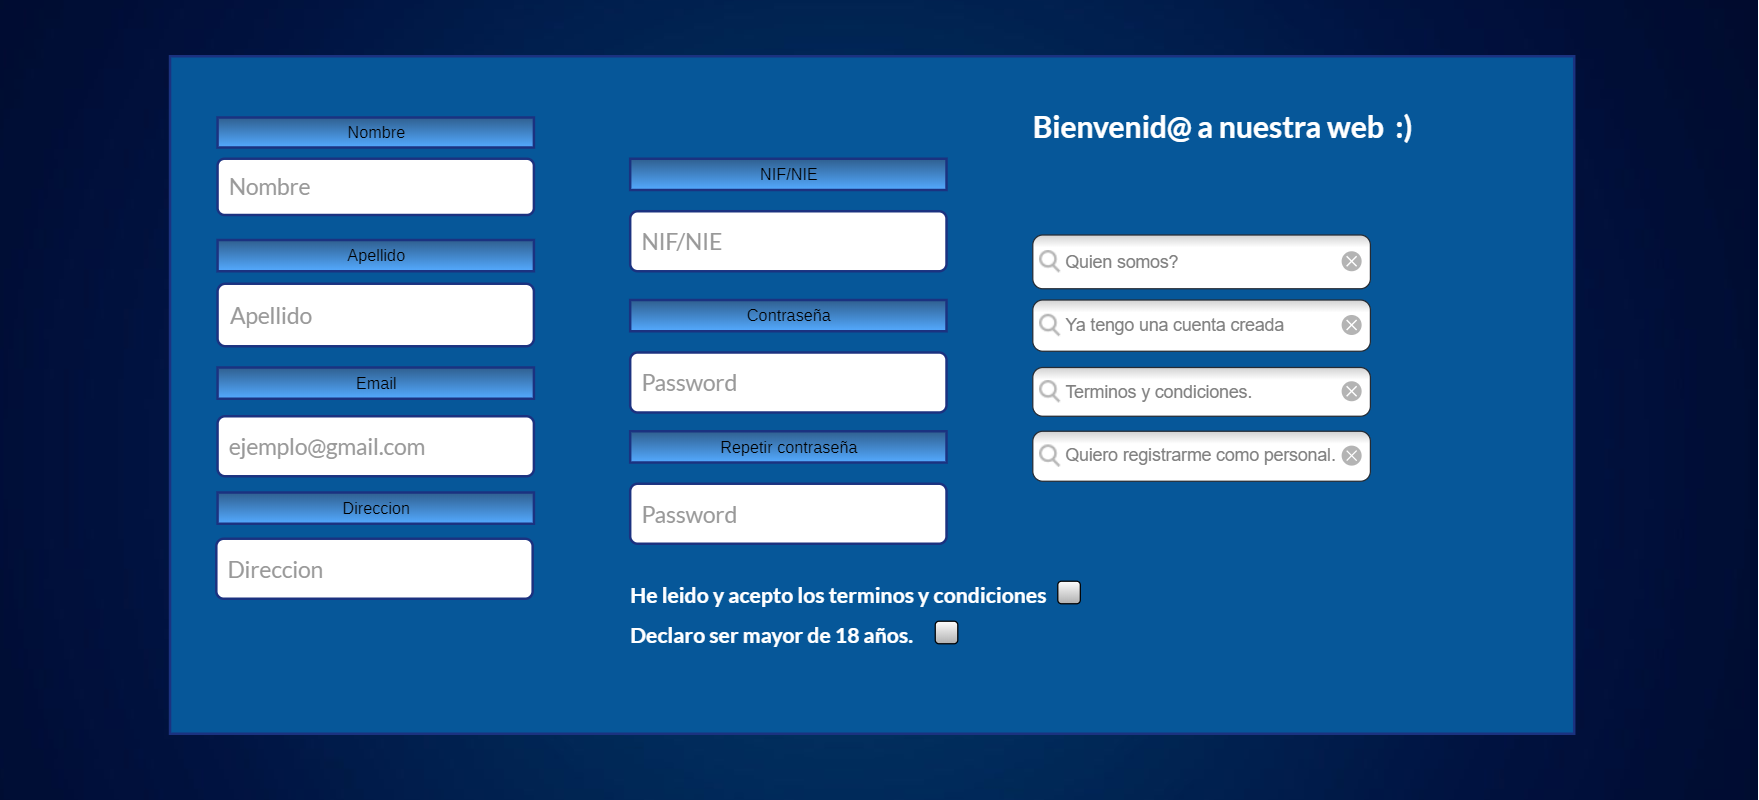 Nombre
Nombre
Apellido
Apellido
Email
ejemplo@gmail.com
Direccion
Direccion
NIF/NIE
NIF/NIE
Contraseña
Password
Repetir contraseña
Password
He leido y acepto los terminos y condiciones
Declaro ser mayor de 18 años.
Bienvenid@ a nuestra web :)
Quien somos?
Ya tengo una cuenta creada
Terminos y condiciones.
Quiero registrarme como personal.